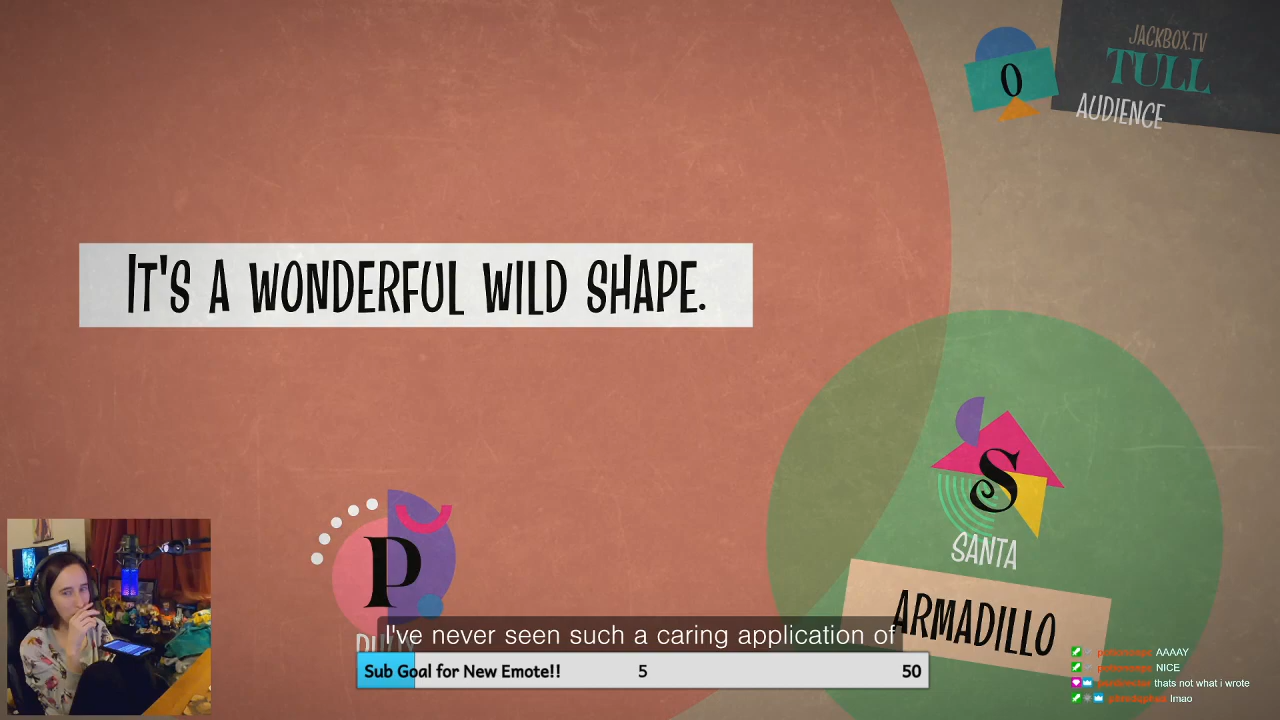 JACKBOX.TV
TULL
0
AUDIENCE
IT'S A WONDERFUL WILD SHAPE.
S
SANTA
P
ARMADILLO
I've never seen such a caring application of
Sub Goal for New Emote!! 5 50
AAAAY
NICE
thats not what i wrote
lmao